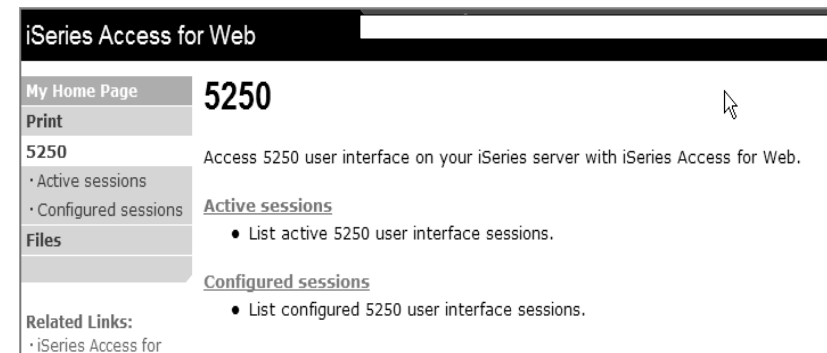 iSeries Access for Web
My Home Page
Print
5250
· Active sessions
· Configured sessions
Files
Related Links:
· iSeries Access for
5250
Access 5250 user interface on your iSeries server with iSeries Access for Web.
Active sessions
● List active 5250 user interface sessions.
Configured sessions
● List configured 5250 user interface sessions.